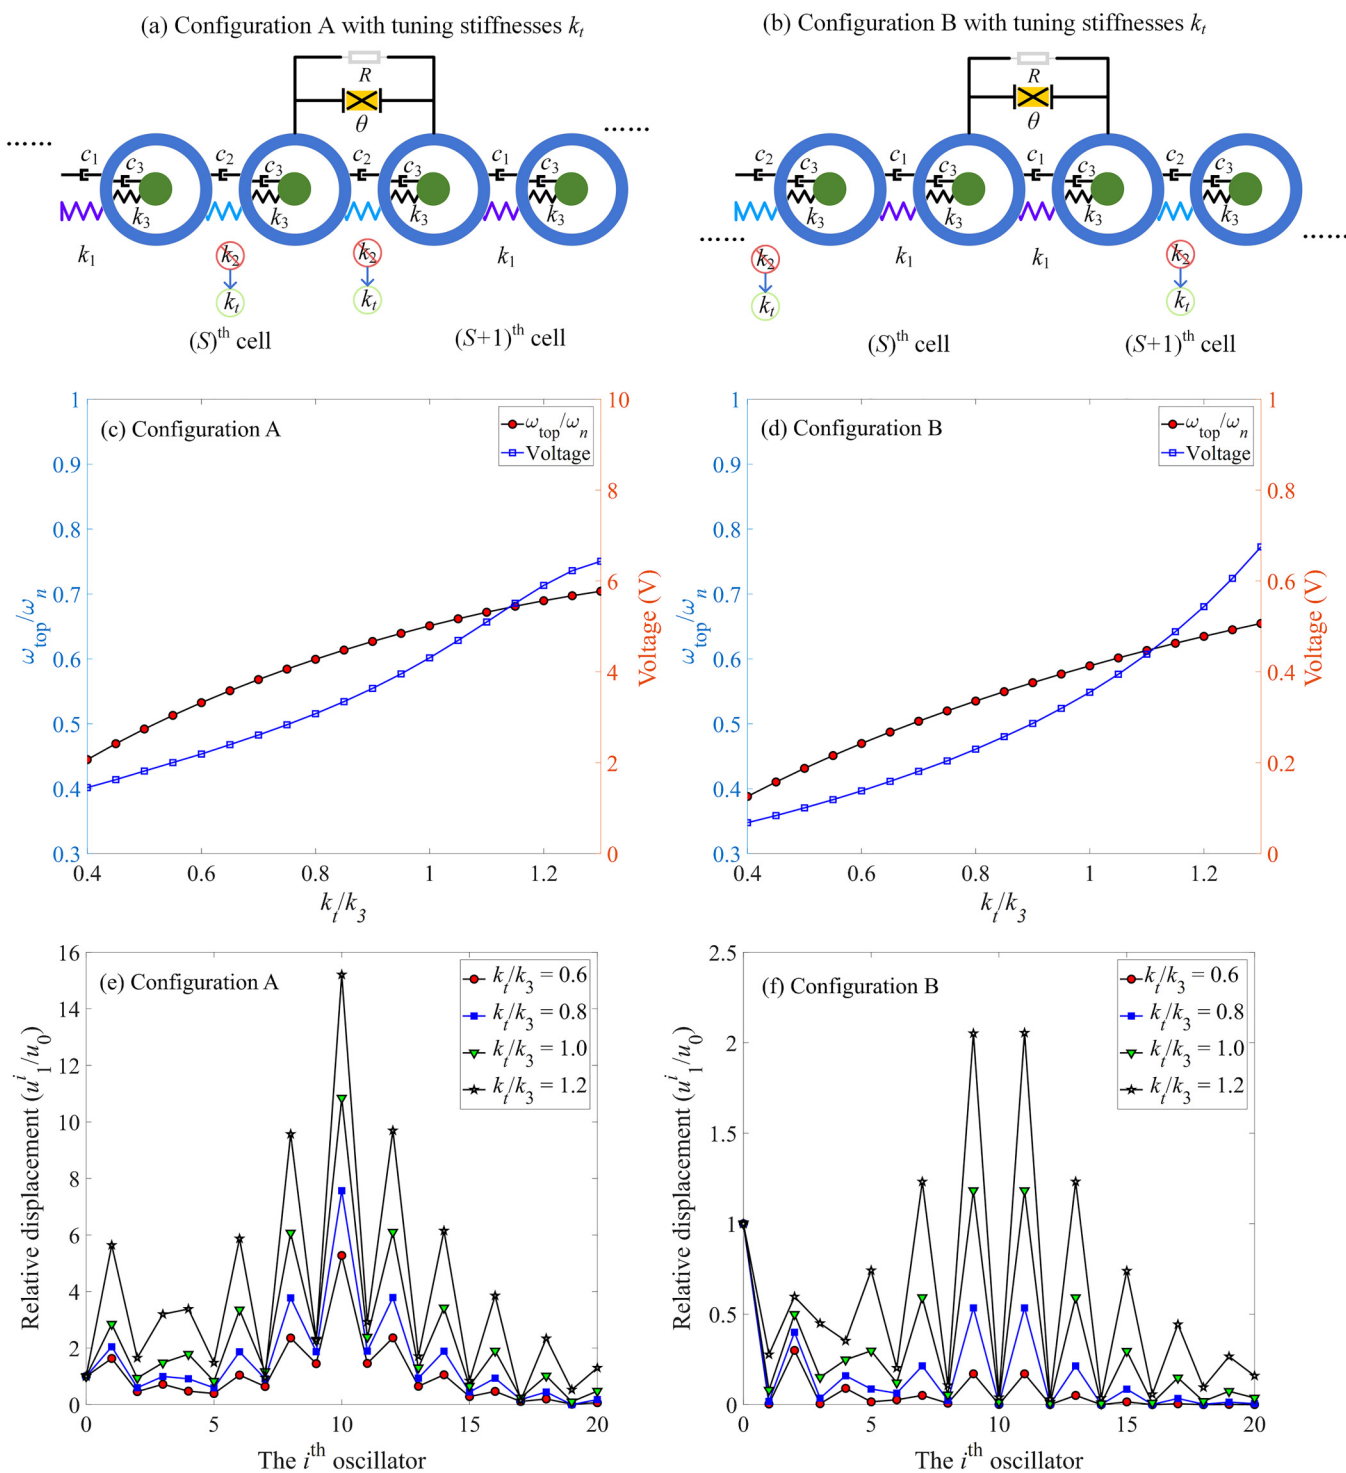 (a) Configuration A with tuning stiffnesses kₜ
R
θ
c₁ c₃ c₂ c₃ c₂ c₃ c₁ c₃
k₃ k₃ k₃ k₃
k₁ k₂ k₂ k₁
kₜ kₜ
(S)ᵗʰ cell (S+1)ᵗʰ cell
......
......
(b) Configuration B with tuning stiffnesses kₜ
R
θ
c₂ c₃ c₁ c₃ c₁ c₃ c₂ c₃
k₃ k₃ k₃ k₃
k₂ k₁ k₁ k₂
kₜ kₜ
(S)ᵗʰ cell (S+1)ᵗʰ cell
......
......
(c) Configuration A
ω_top/ω_n
Voltage
1
0.9
0.8
0.7
0.6
0.5
0.4
0.3
ω_top/ω_n
10
8
6
4
2
0
Voltage (V)
0.4 0.6 0.8 1 1.2
kₜ/k₃
(d) Configuration B
ω_top/ω_n
Voltage
1
0.9
0.8
0.7
0.6
0.5
0.4
0.3
ω_top/ω_n
1
0.8
0.6
0.4
0.2
0
Voltage (V)
0.4 0.6 0.8 1 1.2
kₜ/k₃
(e) Configuration A
kₜ/k₃ = 0.6
kₜ/k₃ = 0.8
kₜ/k₃ = 1.0
kₜ/k₃ = 1.2
16
14
12
10
8
6
4
2
0
Relative displacement (u₁ⁱ/u₀)
0 5 10 15 20
The iᵗʰ oscillator
(f) Configuration B
kₜ/k₃ = 0.6
kₜ/k₃ = 0.8
kₜ/k₃ = 1.0
kₜ/k₃ = 1.2
2.5
2
1.5
1
0.5
0
Relative displacement (u₁ⁱ/u₀)
0 5 10 15 20
The iᵗʰ oscillator